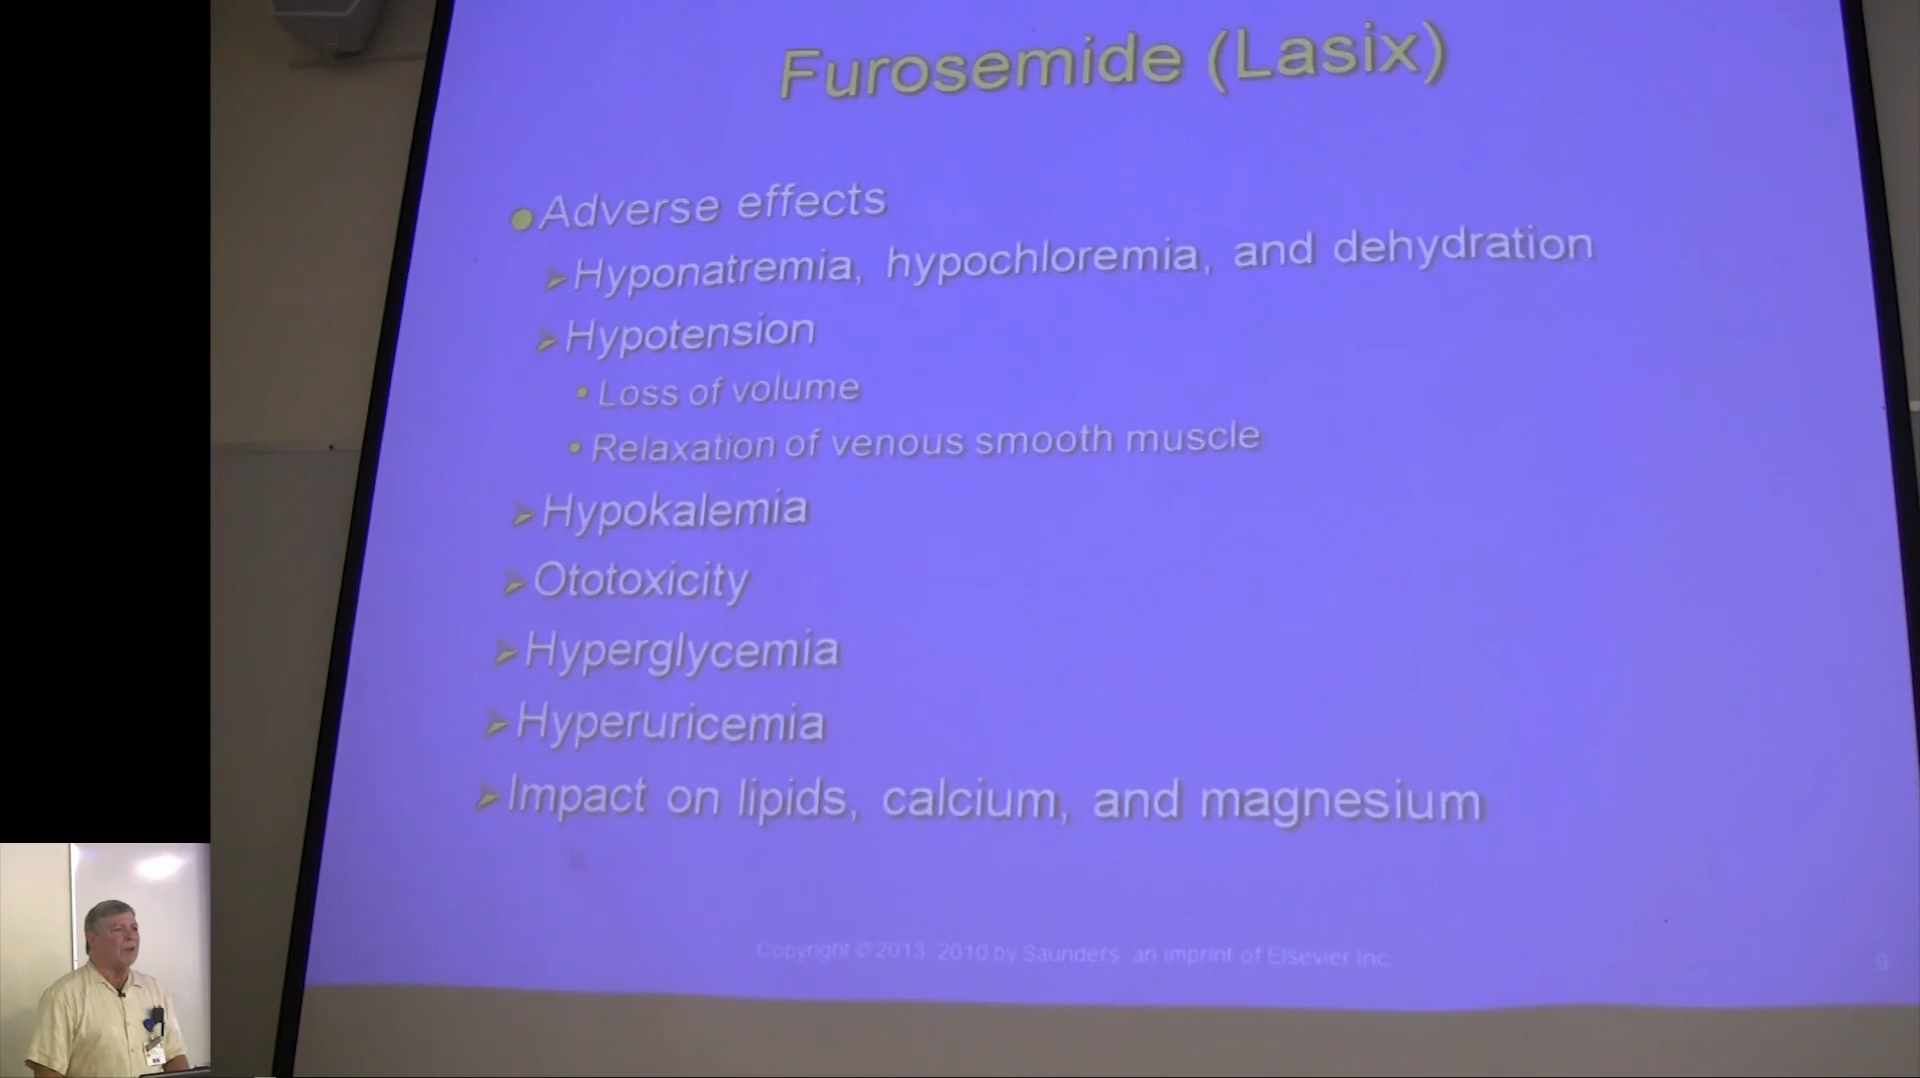 Furosemide (Lasix)
Adverse effects
Hyponatremia, hypochloremia, and dehydration
Hypotension
Loss of volume
Relaxation of venous smooth muscle
Hypokalemia
Ototoxicity
Hyperglycemia
Hyperuricemia
Impact on lipids, calcium, and magnesium
Copyright © 2013, 2010 by Saunders, an imprint of Elsevier Inc.
9